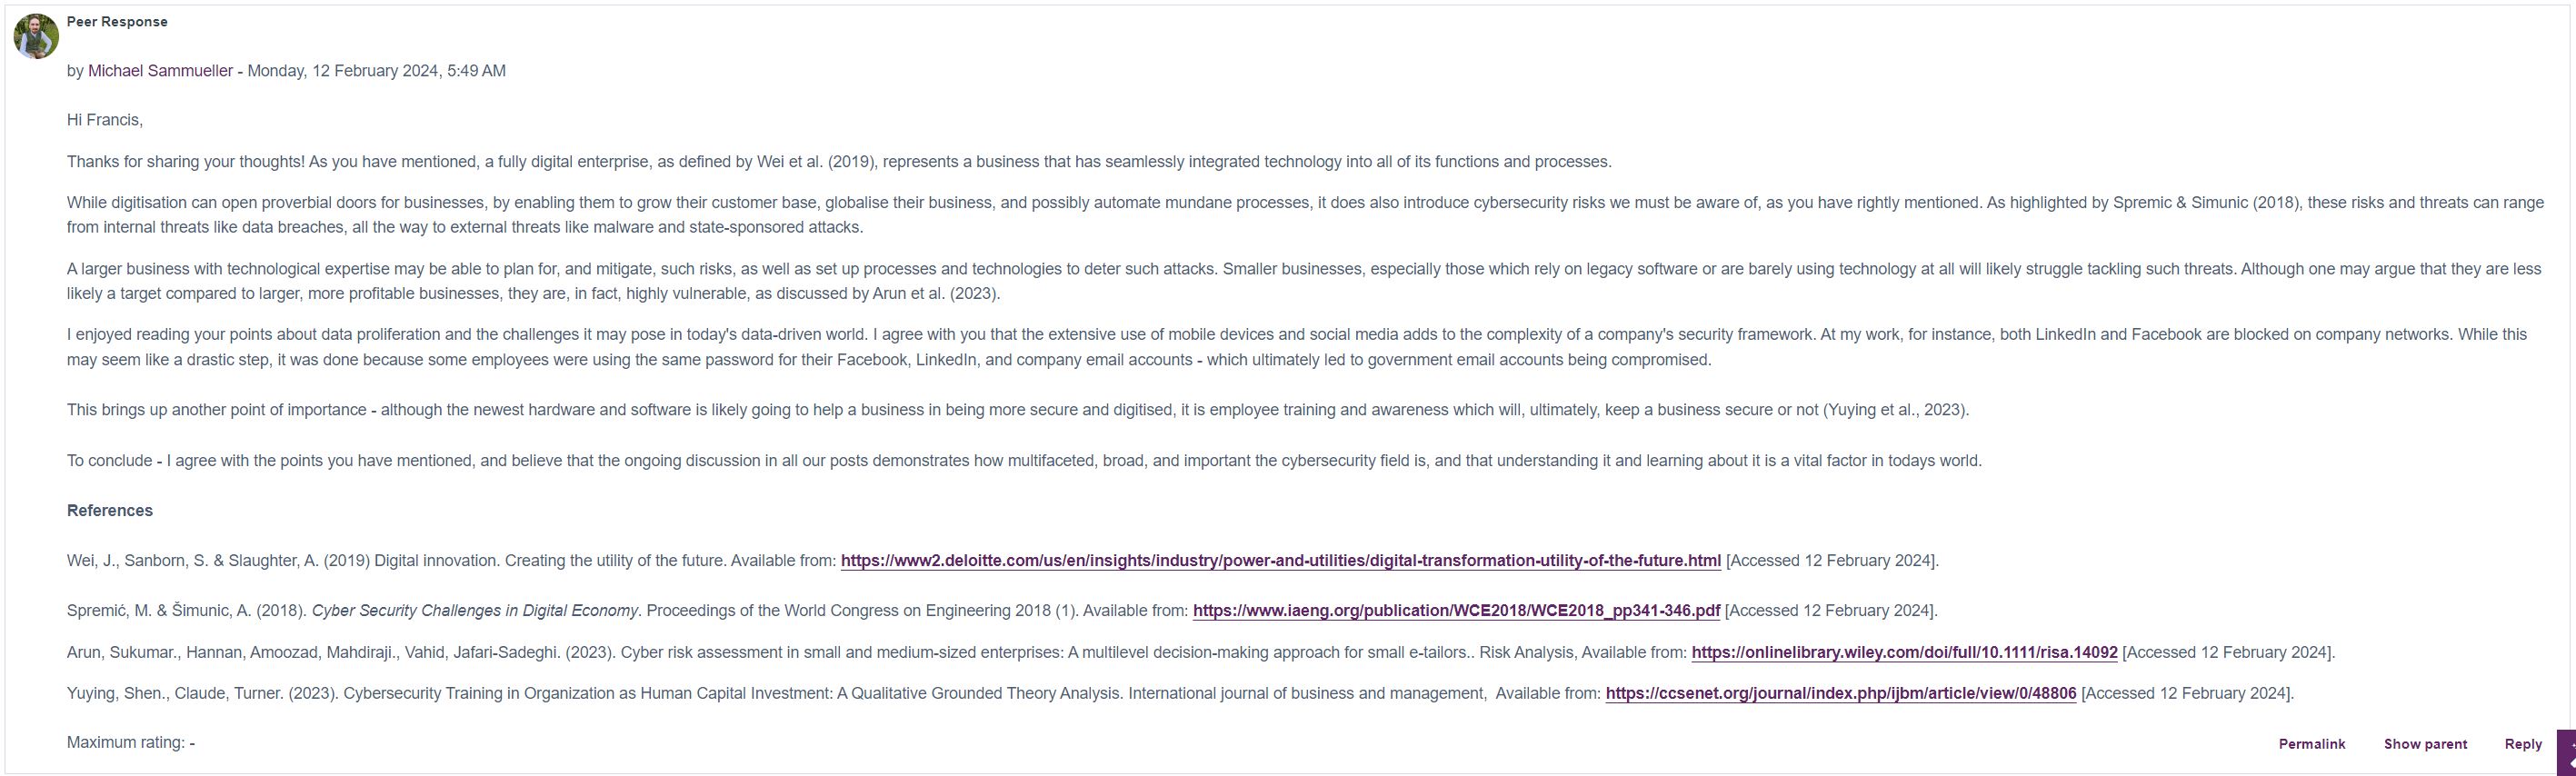 Peer Response
by Michael Sammueller - Monday, 12 February 2024, 5:49 AM
Hi Francis,
Thanks for sharing your thoughts! As you have mentioned, a fully digital enterprise, as defined by Wei et al. (2019), represents a business that has seamlessly integrated technology into all of its functions and processes.
While digitisation can open proverbial doors for businesses, by enabling them to grow their customer base, globalise their business, and possibly automate mundane processes, it does also introduce cybersecurity risks we must be aware of, as you have rightly mentioned. As highlighted by Spremic & Simunic (2018), these risks and threats can range
from internal threats like data breaches, all the way to external threats like malware and state-sponsored attacks.
A larger business with technological expertise may be able to plan for, and mitigate, such risks, as well as set up processes and technologies to deter such attacks. Smaller businesses, especially those which rely on legacy software or are barely using technology at all will likely struggle tackling such threats. Although one may argue that they are less
likely a target compared to larger, more profitable businesses, they are, in fact, highly vulnerable, as discussed by Arun et al. (2023).
I enjoyed reading your points about data proliferation and the challenges it may pose in today's data-driven world. I agree with you that the extensive use of mobile devices and social media adds to the complexity of a company's security framework. At my work, for instance, both LinkedIn and Facebook are blocked on company networks. While this
may seem like a drastic step, it was done because some employees were using the same password for their Facebook, LinkedIn, and company email accounts - which ultimately led to government email accounts being compromised.
This brings up another point of importance - although the newest hardware and software is likely going to help a business in being more secure and digitised, it is employee training and awareness which will, ultimately, keep a business secure or not (Yuying et al., 2023).
To conclude - I agree with the points you have mentioned, and believe that the ongoing discussion in all our posts demonstrates how multifaceted, broad, and important the cybersecurity field is, and that understanding it and learning about it is a vital factor in todays world.
References
Wei, J., Sanborn, S. & Slaughter, A. (2019) Digital innovation. Creating the utility of the future. Available from: https://www2.deloitte.com/us/en/insights/industry/power-and-utilities/digital-transformation-utility-of-the-future.html [Accessed 12 February 2024].
Spremić, M. & Šimunic, A. (2018). Cyber Security Challenges in Digital Economy. Proceedings of the World Congress on Engineering 2018 (1). Available from: https://www.iaeng.org/publication/WCE2018/WCE2018_pp341-346.pdf [Accessed 12 February 2024].
Arun, Sukumar., Hannan, Amoozad, Mahdiraji., Vahid, Jafari-Sadeghi. (2023). Cyber risk assessment in small and medium-sized enterprises: A multilevel decision-making approach for small e-tailors.. Risk Analysis, Available from: https://onlinelibrary.wiley.com/doi/full/10.1111/risa.14092 [Accessed 12 February 2024].
Yuying, Shen., Claude, Turner. (2023). Cybersecurity Training in Organization as Human Capital Investment: A Qualitative Grounded Theory Analysis. International journal of business and management, Available from: https://ccsenet.org/journal/index.php/ijbm/article/view/0/48806 [Accessed 12 February 2024].
Maximum rating: -
Permalink Show parent Reply